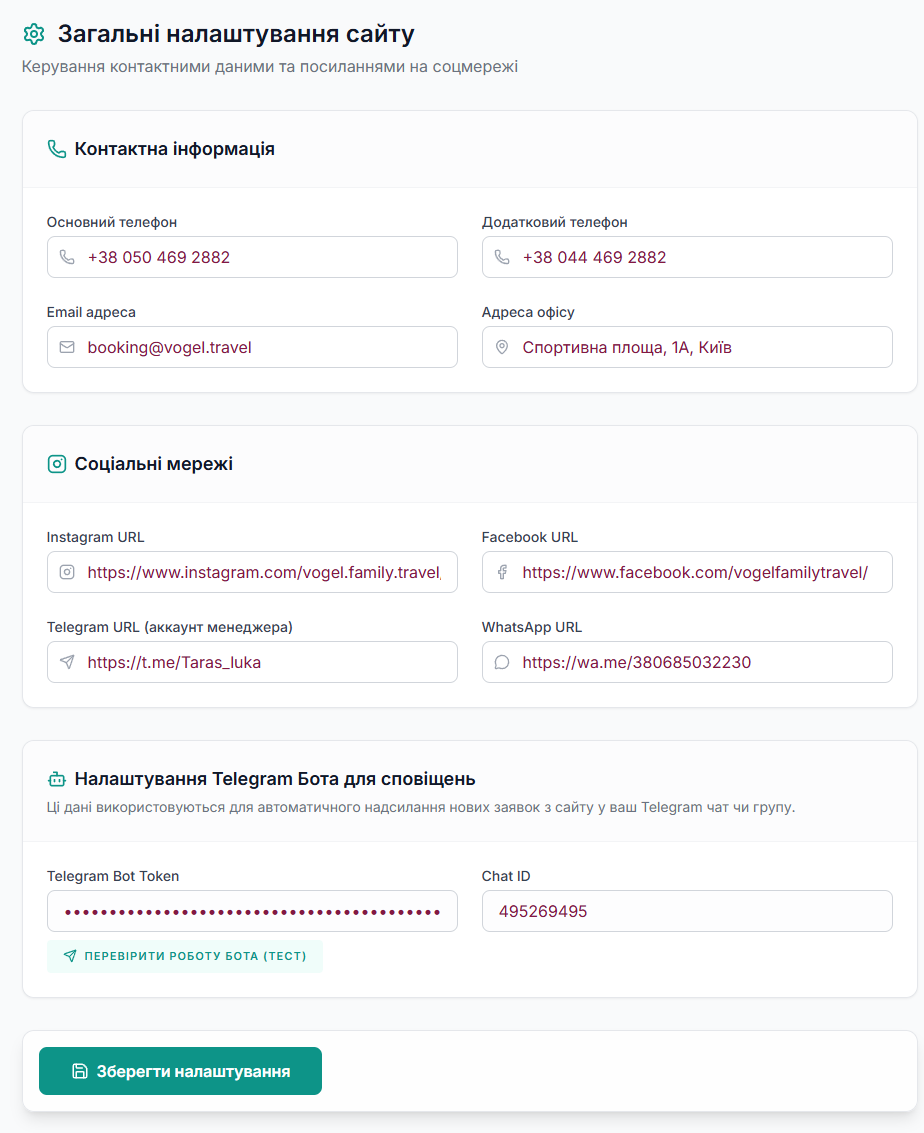 Загальні налаштування сайту
Керування контактними даними та посиланнями на соцмережі
Контактна інформація
Основний телефон
+38 050 469 2882
Додатковий телефон
+38 044 469 2882
Email адреса
booking@vogel.travel
Адреса офісу
Спортивна площа, 1А, Київ
Соціальні мережі
Instagram URL
https://www.instagram.com/vogel.family.travel
Facebook URL
https://www.facebook.com/vogelfamilytravel/
Telegram URL (аккаунт менеджера)
https://t.me/Taras_luka
WhatsApp URL
https://wa.me/380685032230
Налаштування Telegram Бота для сповіщень
Ці дані використовуються для автоматичного надсилання нових заявок з сайту у ваш Telegram чат чи групу.
Telegram Bot Token
••••••••••••••••••••••••••••••••••••••••••
Chat ID
495269495
ПЕРЕВІРИТИ РОБОТУ БОТА (ТЕСТ)
Зберегти налаштування